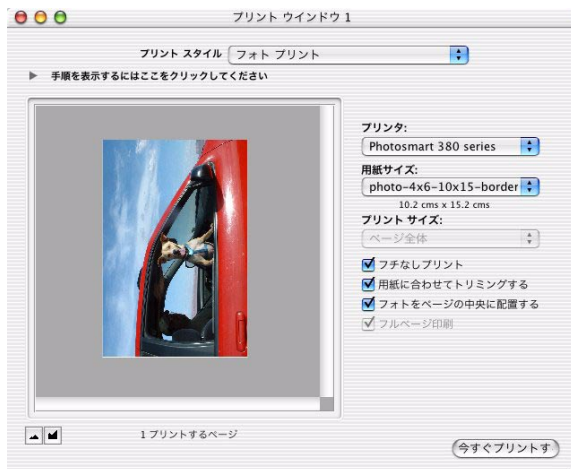 プリント ウインドウ 1
プリント スタイル フォト プリント
手順を表示するにはここをクリックしてください
プリンタ:
Photosmart 380 series
用紙サイズ:
photo-4x6-10x15-border
10.2 cms x 15.2 cms
プリント サイズ:
ページ全体
フチなしプリント
用紙に合わせてトリミングする
フォトをページの中央に配置する
フルページ印刷
1 プリントするページ
今すぐプリントす